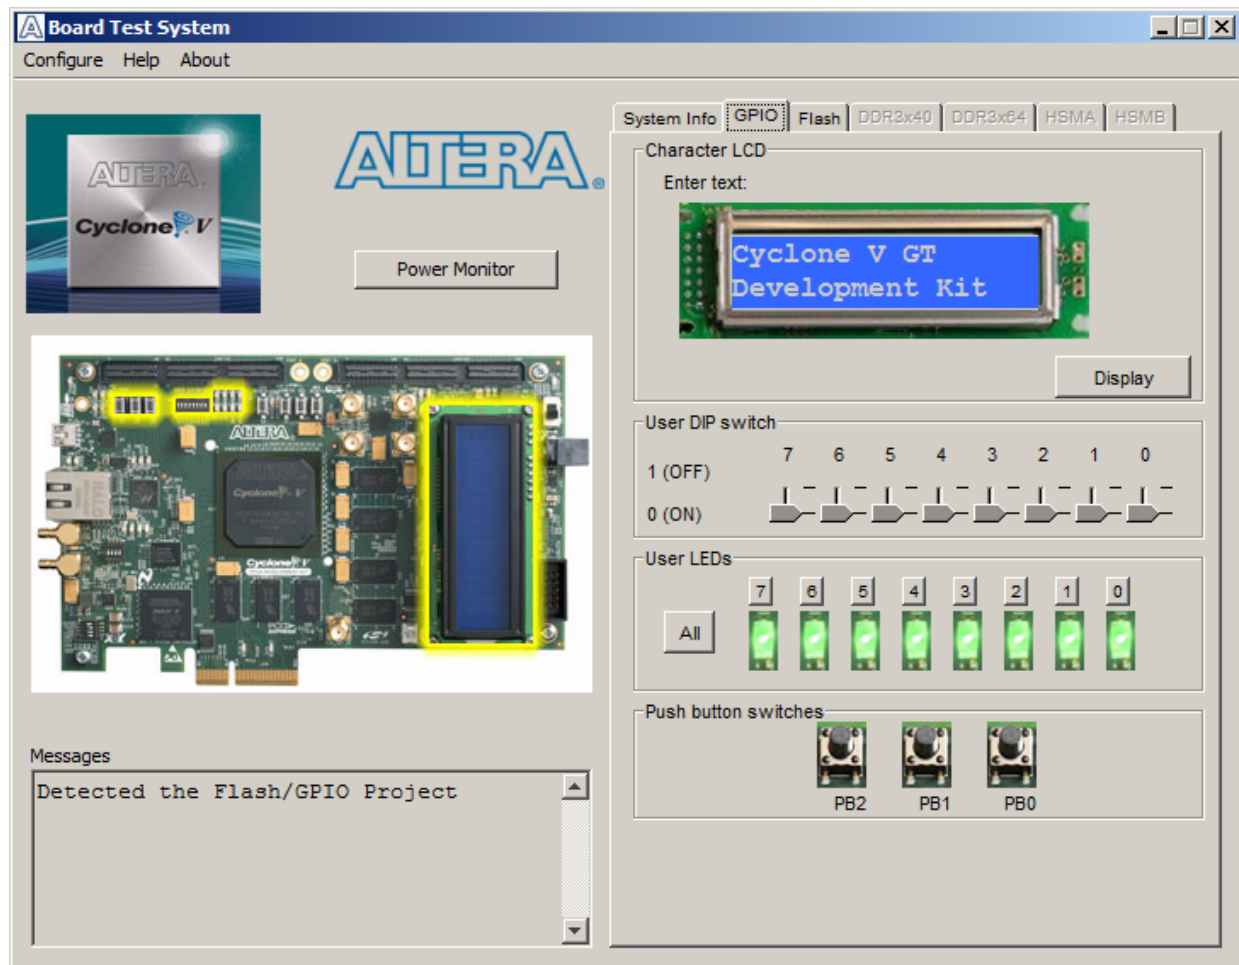 Board Test System
Configure Help About
ALTERA
Cyclone V
ALTERA®
Power Monitor
ALTERA
Cyclone V
Cyclone V
Messages
Detected the Flash/GPIO Project
System Info GPIO Flash DDR3x40 DDR3x64 HSMA HSMB
Character LCD
Enter text:
Cyclone V GT
Development Kit
Display
User DIP switch
7 6 5 4 3 2 1 0
1 (OFF)
0 (ON)
User LEDs
7 6 5 4 3 2 1 0
All
Push button switches
PB2 PB1 PB0